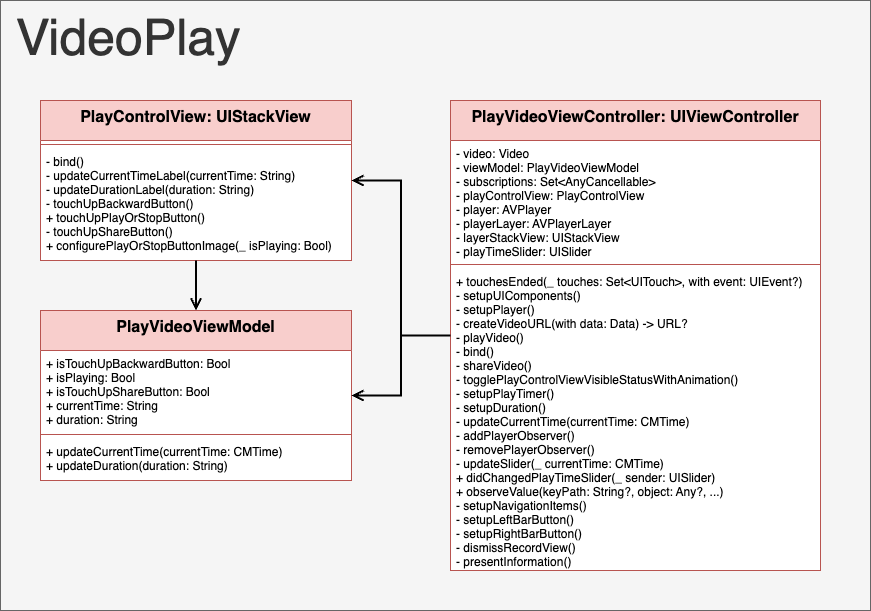 VideoPlay
PlayControlView: UIStackView
- bind()
- updateCurrentTimeLabel(currentTime: String)
- updateDurationLabel(duration: String)
- touchUpBackwardButton()
+ touchUpPlayOrStopButton()
- touchUpShareButton()
+ configurePlayOrStopButtonImage(_ isPlaying: Bool)
PlayVideoViewModel
+ isTouchUpBackwardButton: Bool
+ isPlaying: Bool
+ isTouchUpShareButton: Bool
+ currentTime: String
+ duration: String
+ updateCurrentTime(currentTime: CMTime)
+ updateDuration(duration: String)
PlayVideoViewController: UIViewController
- video: Video
- viewModel: PlayVideoViewModel
- subscriptions: Set<AnyCancellable>
- playControlView: PlayControlView
- player: AVPlayer
- playerLayer: AVPlayerLayer
- layerStackView: UIStackView
- playTimeSlider: UISlider
+ touchesEnded(_ touches: Set<UITouch>, with event: UIEvent?)
- setupUIComponents()
- setupPlayer()
- createVideoURL(with data: Data) -> URL?
- playVideo()
- bind()
- shareVideo()
- togglePlayControlViewVisibleStatusWithAnimation()
- setupPlayTimer()
- setupDuration()
- updateCurrentTime(currentTime: CMTime)
- addPlayerObserver()
- removePlayerObserver()
- updateSlider(_ currentTime: CMTime)
+ didChangedPlayTimeSlider(_ sender: UISlider)
+ observeValue(keyPath: String?, object: Any?, ...)
- setupNavigationItems()
- setupLeftBarButton()
- setupRightBarButton()
- dismissRecordView()
- presentInformation()